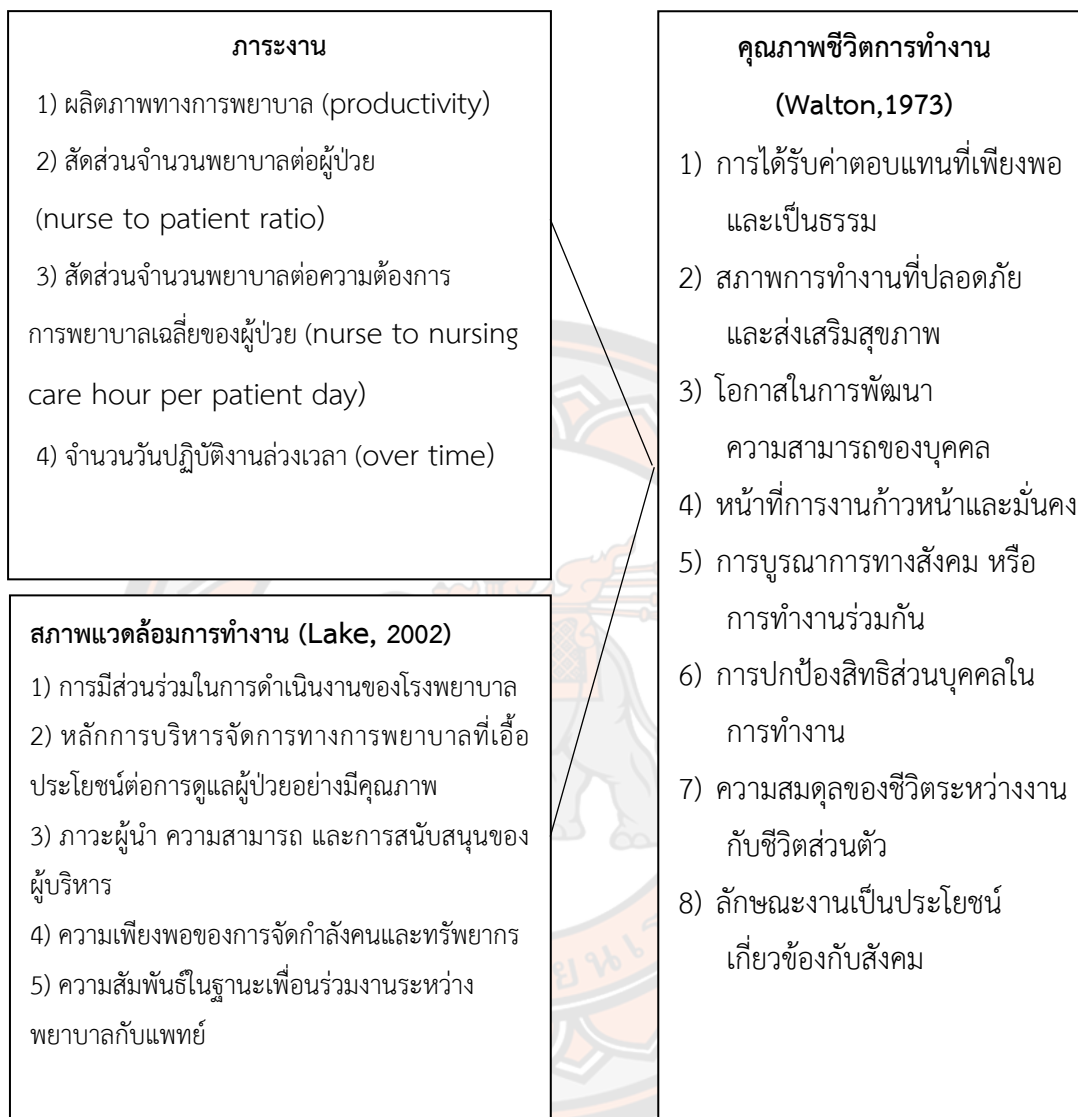 ภาระงาน
1) ผลิตภาพทางการพยาบาล (productivity)
2) สัดส่วนจำนวนพยาบาลต่อผู้ป่วย
(nurse to patient ratio)
3) สัดส่วนจำนวนพยาบาลต่อความต้องการ
การพยาบาลเฉลี่ยของผู้ป่วย (nurse to nursing
care hour per patient day)
4) จำนวนวันปฏิบัติงานล่วงเวลา (over time)
สภาพแวดล้อมการทำงาน (Lake, 2002)
1) การมีส่วนร่วมในการดำเนินงานของโรงพยาบาล
2) หลักการบริหารจัดการทางการพยาบาลที่เอื้อ
ประโยชน์ต่อการดูแลผู้ป่วยอย่างมีคุณภาพ
3) ภาวะผู้นำ ความสามารถ และการสนับสนุนของ
ผู้บริหาร
4) ความเพียงพอของการจัดกำลังคนและทรัพยากร
5) ความสัมพันธ์ในฐานะเพื่อนร่วมงานระหว่าง
พยาบาลกับแพทย์
คุณภาพชีวิตการทำงาน
(Walton,1973)
1) การได้รับค่าตอบแทนที่เพียงพอ
และเป็นธรรม
2) สภาพการทำงานที่ปลอดภัย
และส่งเสริมสุขภาพ
3) โอกาสในการพัฒนา
ความสามารถของบุคคล
4) หน้าที่การงานก้าวหน้าและมั่นคง
5) การบูรณาการทางสังคม หรือ
การทำงานร่วมกัน
6) การปกป้องสิทธิส่วนบุคคลใน
การทำงาน
7) ความสมดุลของชีวิตระหว่างงาน
กับชีวิตส่วนตัว
8) ลักษณะงานเป็นประโยชน์
เกี่ยวข้องกับสังคม